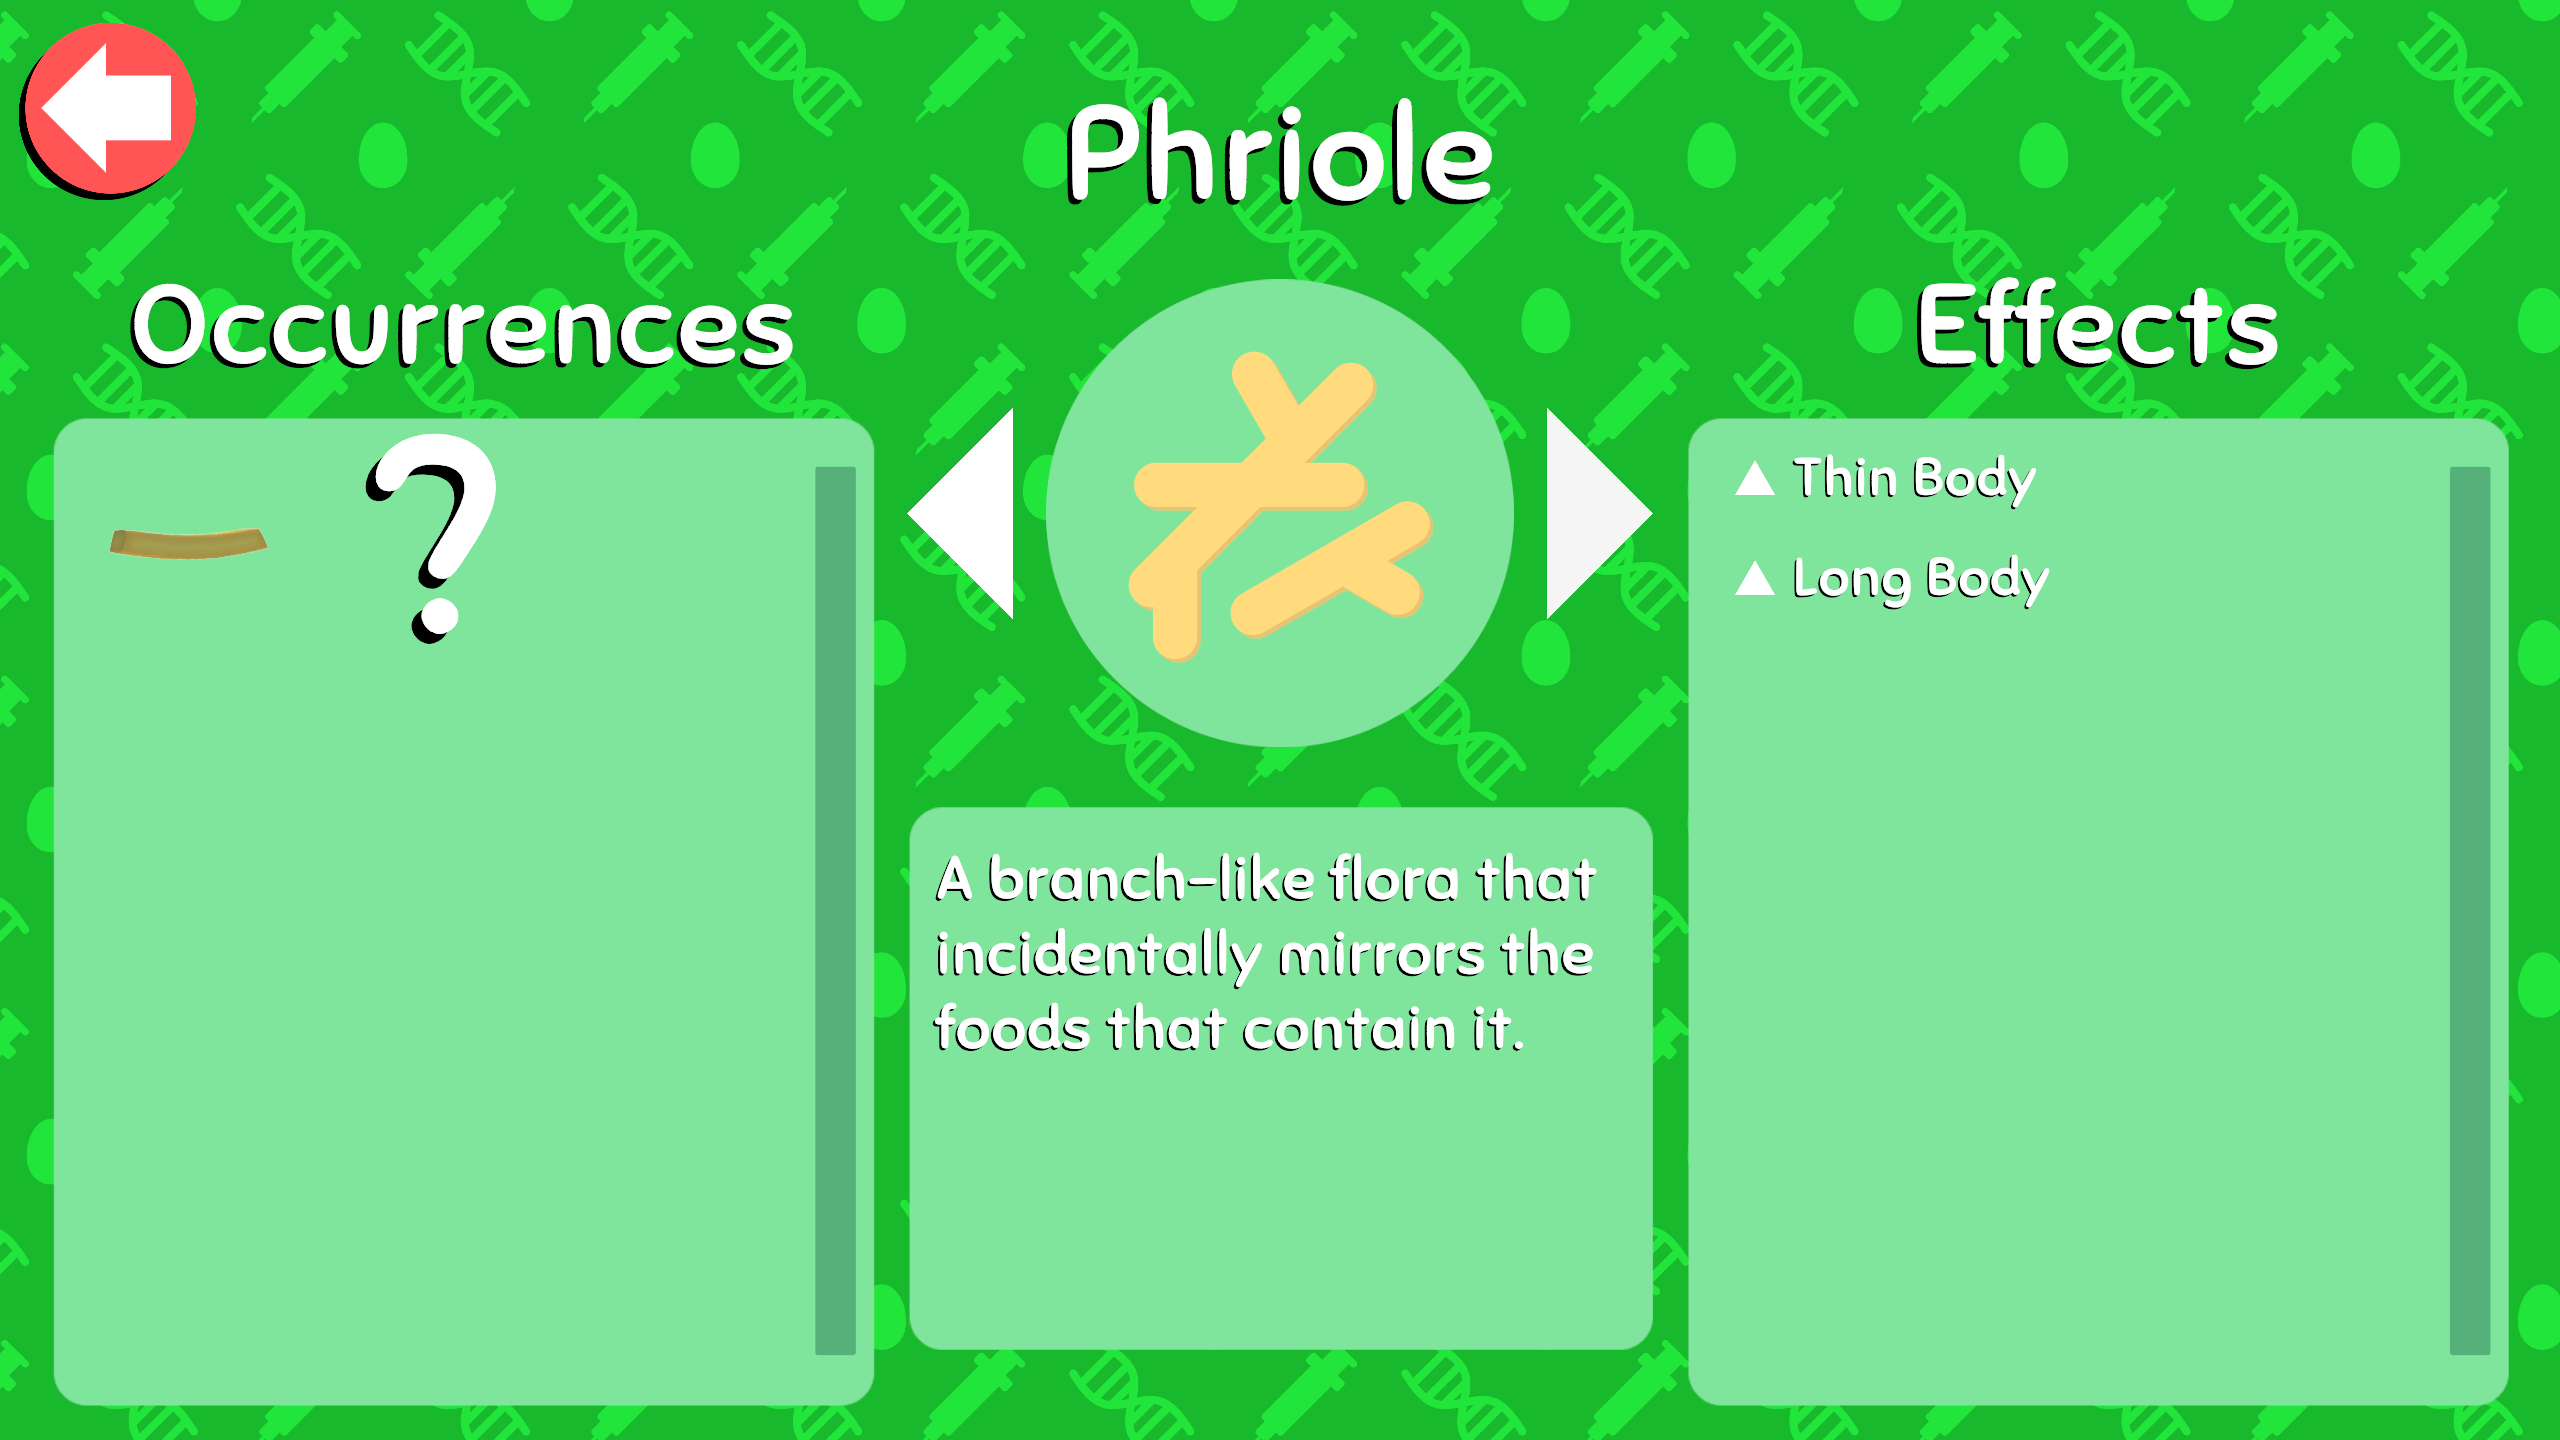 Phriole
Occurrences
?
Effects
Thin Body
Long Body
A branch-like flora that
incidentally mirrors the
foods that contain it.